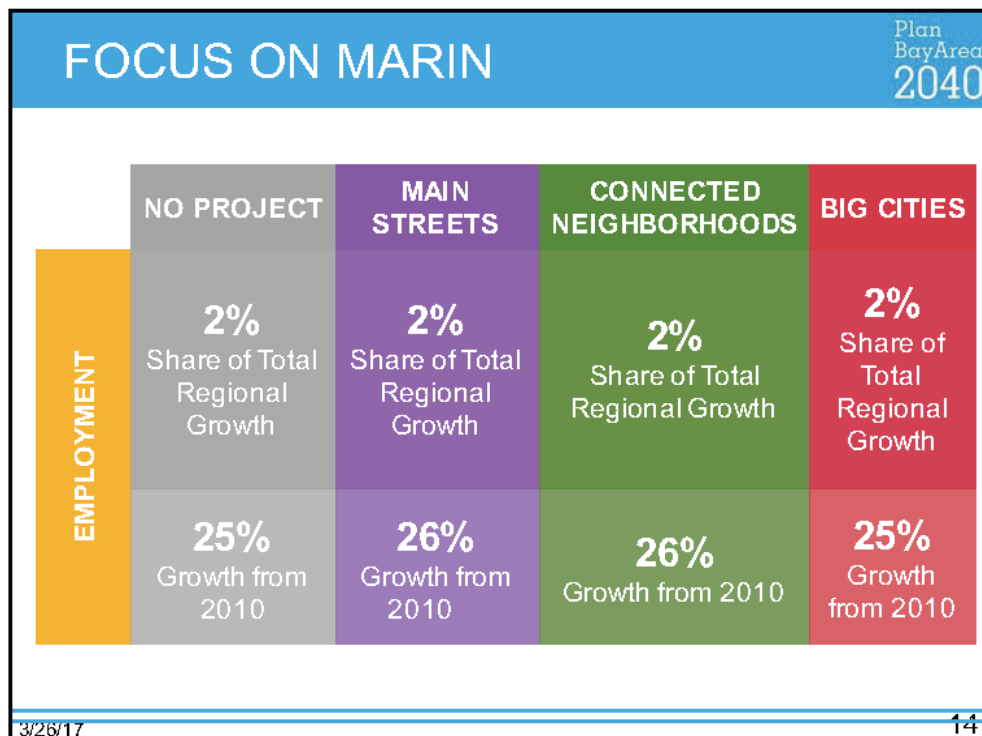 FOCUS ON MARIN
Plan
BayArea
2040
NO PROJECT
MAIN
STREETS
CONNECTED
NEIGHBORHOODS
BIG CITIES
EMPLOYMENT
2%
Share of Total
Regional
Growth
2%
Share of Total
Regional
Growth
2%
Share of Total
Regional Growth
2%
Share of
Total
Regional
Growth
25%
Growth from
2010
26%
Growth from
2010
26%
Growth from 2010
25%
Growth
from 2010
3/26/17
14